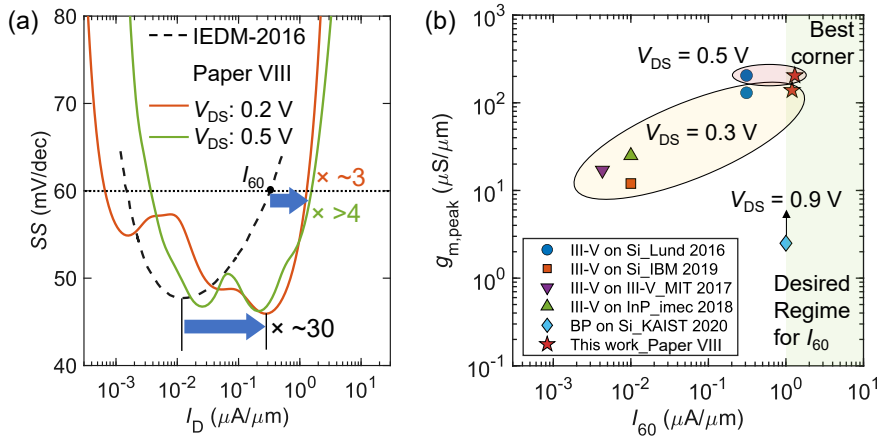 (a)
80
70
60
50
40
SS (mV/dec)
IEDM-2016
Paper VIII
V_DS: 0.2 V
V_DS: 0.5 V
I_60
× ~3
× >4
× ~30
10^-3
10^-2
10^-1
10^0
10^1
I_D (μA/μm)
(b)
10^3
10^2
10^1
10^0
10^-1
g_m,peak (μS/μm)
Best
corner
V_DS = 0.5 V
V_DS = 0.3 V
V_DS = 0.9 V
III-V on Si_Lund 2016
III-V on Si_IBM 2019
III-V on III-V_MIT 2017
III-V on InP_imec 2018
BP on Si_KAIST 2020
This work_Paper VIII
Desired
Regime
for I_60
10^-3
10^-2
10^-1
10^0
10^1
I_60 (μA/μm)